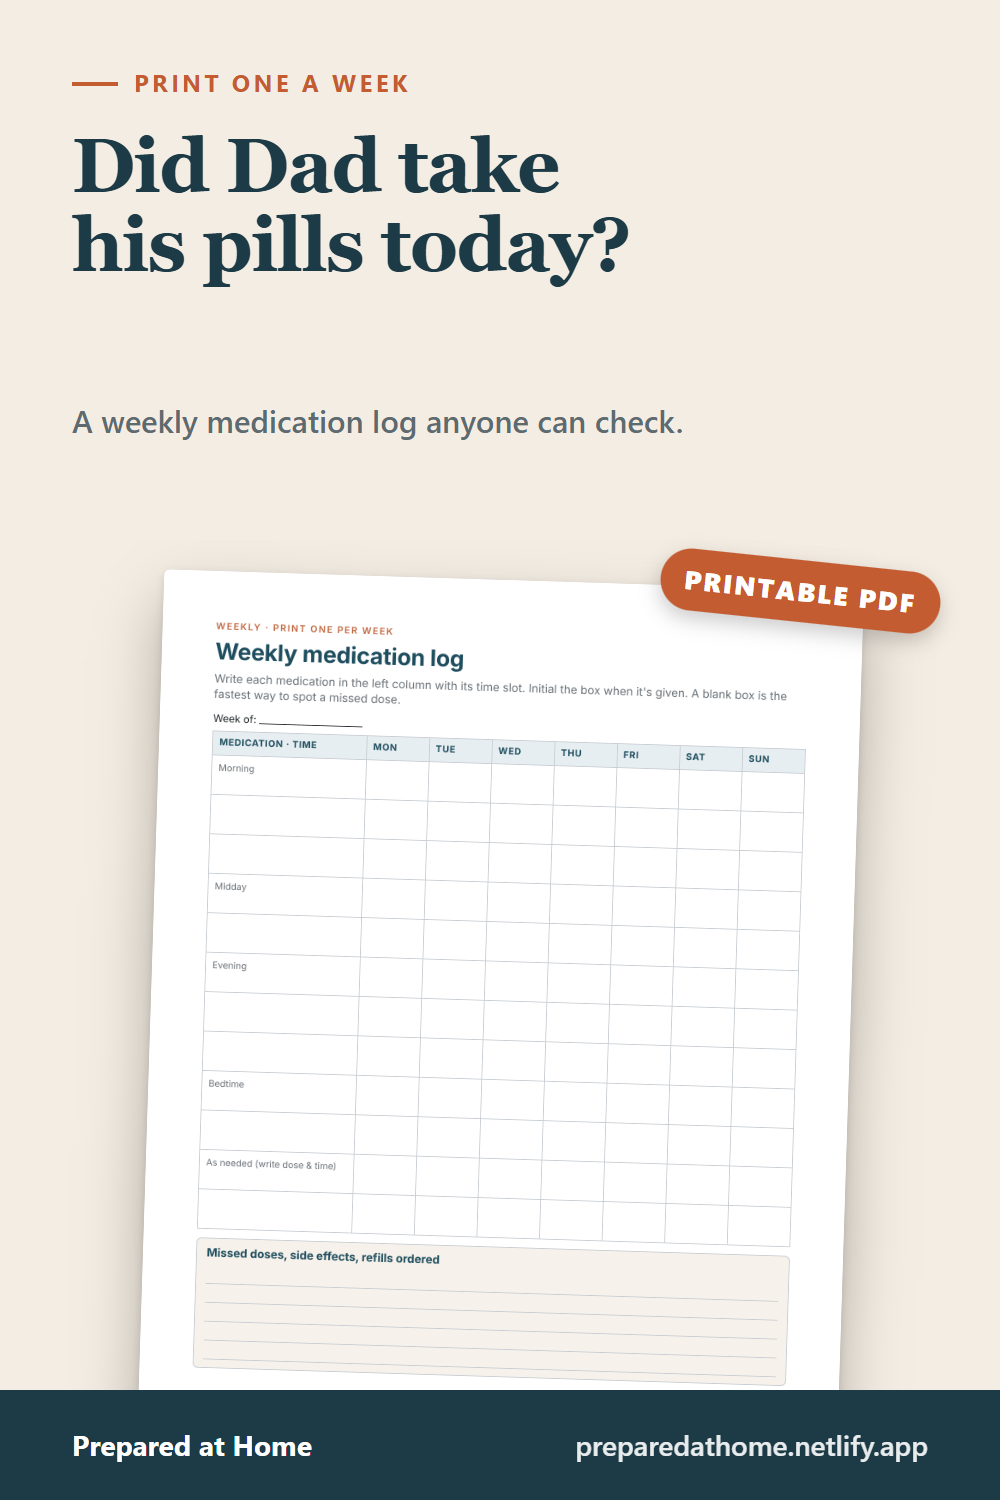 PRINT ONE A WEEK
Did Dad take
his pills today?
A weekly medication log anyone can check.
PRINTABLE PDF
WEEKLY · PRINT ONE PER WEEK
Weekly medication log
Write each medication in the left column with its time slot. Initial the box when it's given. A blank box is the
fastest way to spot a missed dose.
Week of: ____________________
MEDICATION · TIME MON TUE WED THU FRI SAT SUN
Morning
Midday
Evening
Bedtime
As needed (write dose & time)
Missed doses, side effects, refills ordered
Prepared at Home
preparedathome.netlify.app